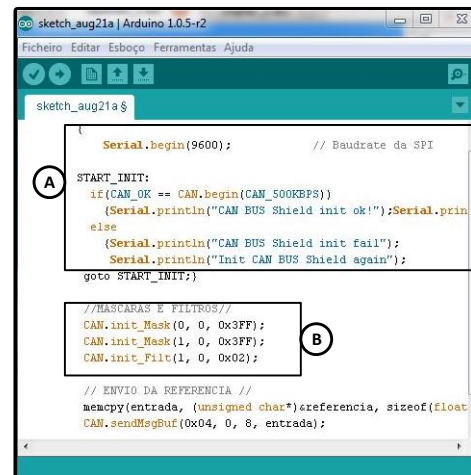 sketch_aug21a | Arduino 1.0.5-r2
Ficheiro Editar Esboço Ferramentas Ajuda
sketch_aug21a §
{
Serial.begin(9600); // Baudrate da SPI
A
START_INIT:
if(CAN_OK == CAN.begin(CAN_500KBPS))
{Serial.println("CAN BUS Shield init ok!");Serial.prin
else
{Serial.println("CAN BUS Shield init fail");
Serial.println("Init CAN BUS Shield again");
goto START_INIT;}
//MASCARAS E FILTROS//
CAN.init_Mask(0, 0, 0x3FF);
CAN.init_Mask(1, 0, 0x3FF);
B
CAN.init_Filt(1, 0, 0x02);
// ENVIO DA REFERENCIA //
memcpy(entrada, (unsigned char*)&referencia, sizeof(float
CAN.sendMsgBuf(0x04, 0, 8, entrada);